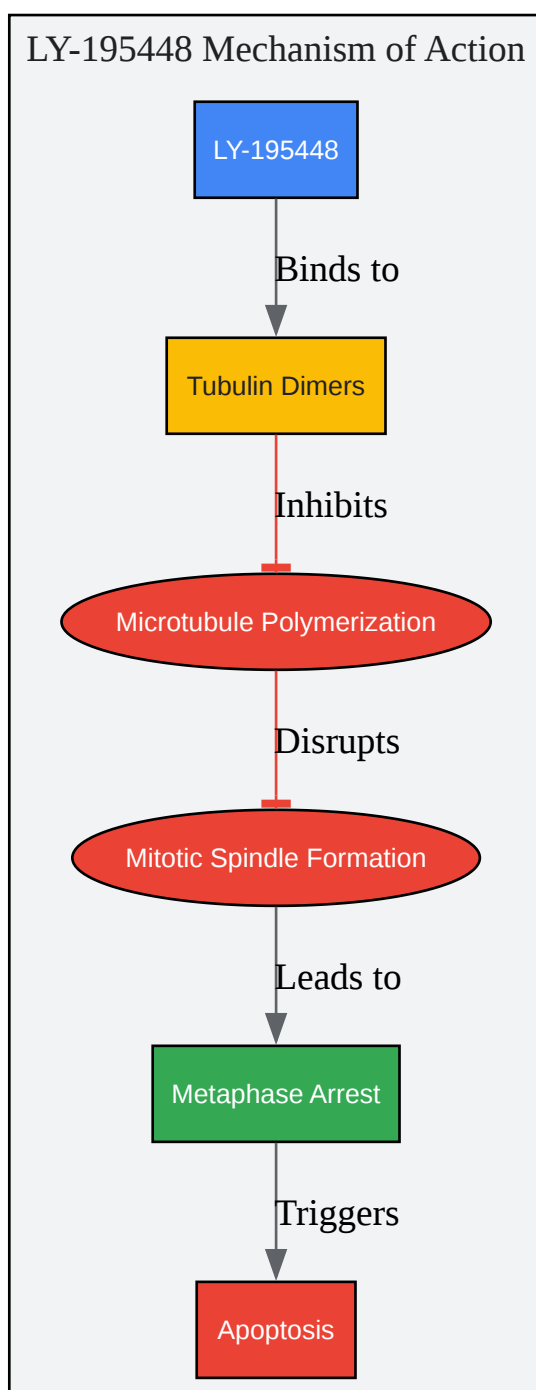 LY-195448 Mechanism of Action
LY-195448
Binds to
Tubulin Dimers
Inhibits
Microtubule Polymerization
Disrupts
Mitotic Spindle Formation
Leads to
Metaphase Arrest
Triggers
Apoptosis